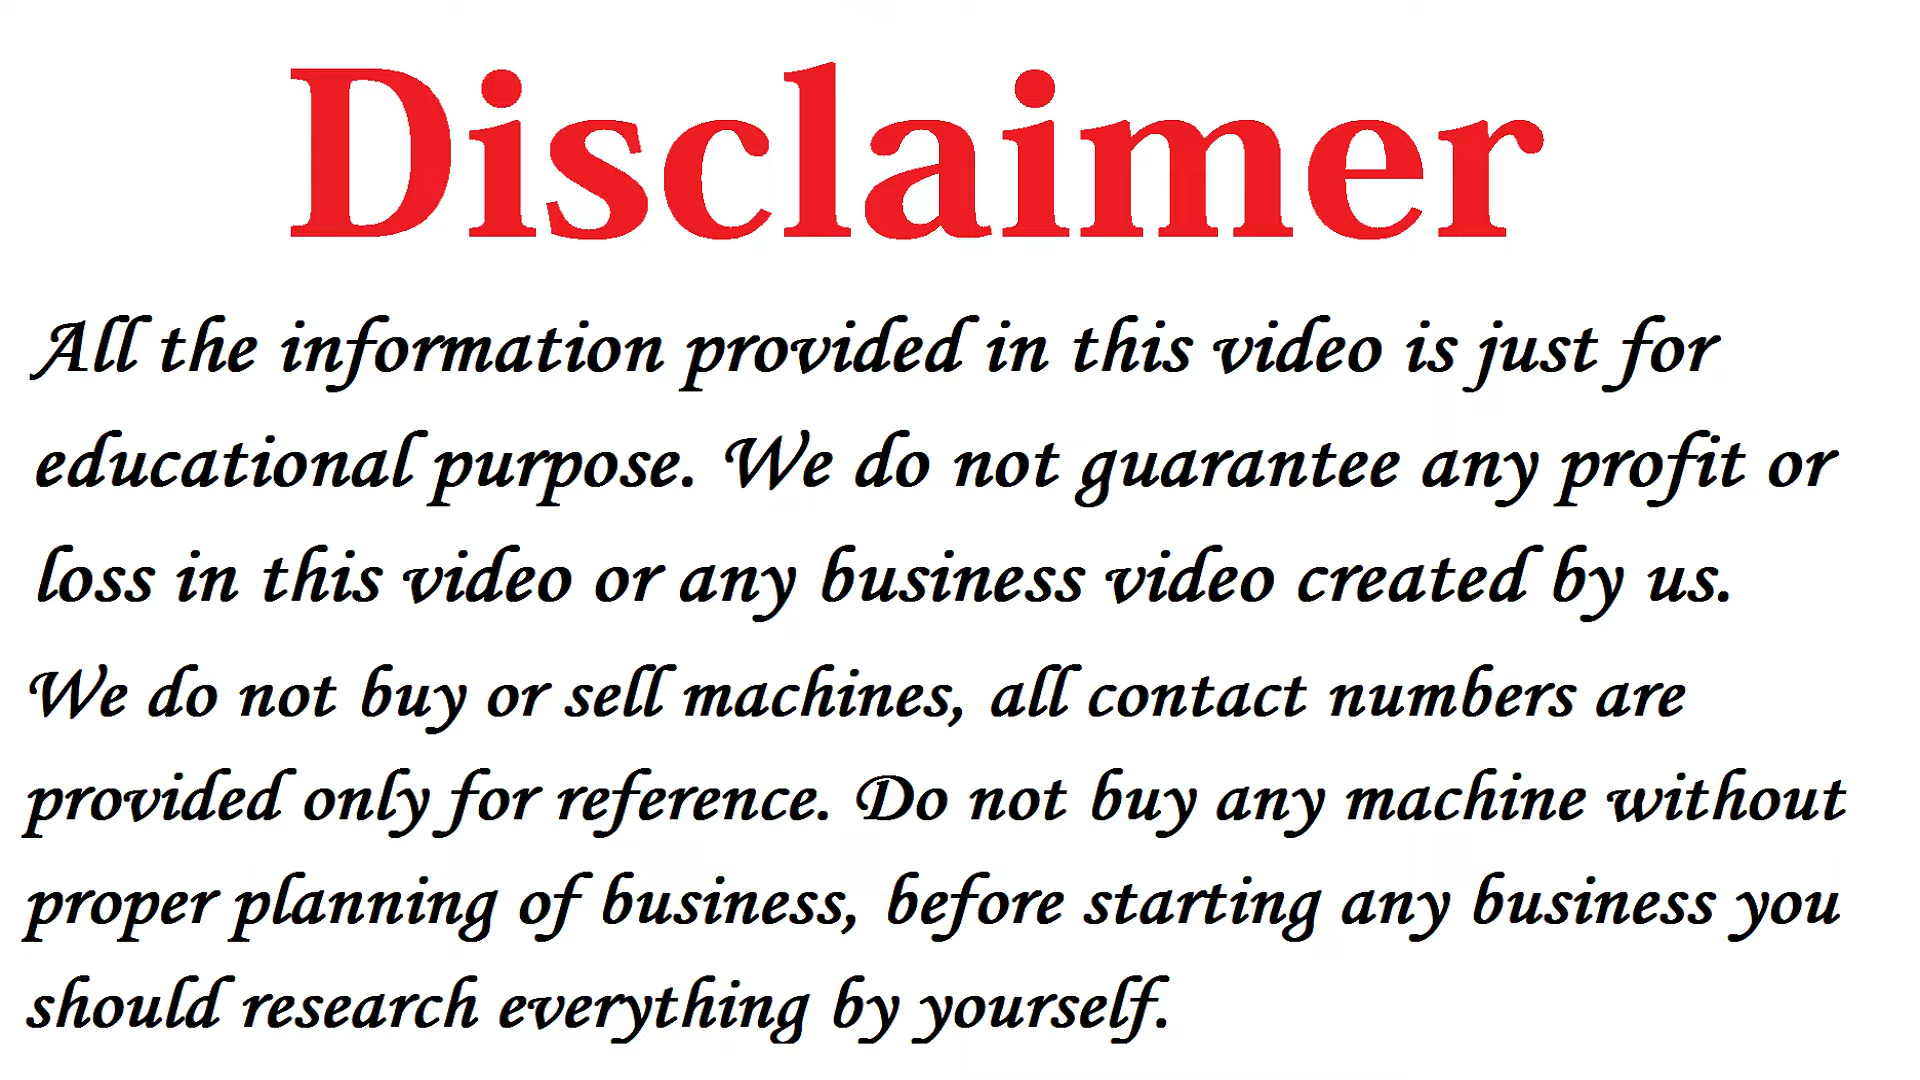 Disclaimer
All the information provided in this video is just for
educational purpose. We do not guarantee any profit or
loss in this video or any business video created by us.
We do not buy or sell machines, all contact numbers are
provided only for reference. Do not buy any machine without
proper planning of business, before starting any business you
should research everything by yourself.